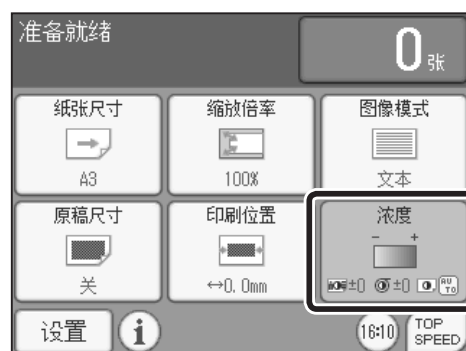 准备就绪
0张
纸张尺寸 缩放倍率 图像模式
A3 100% 文本
原稿尺寸 印刷位置 浓度
- +
关 ↔0. 0mm ±0 ±0 AUTO
设置 i 16:10 TOP SPEED